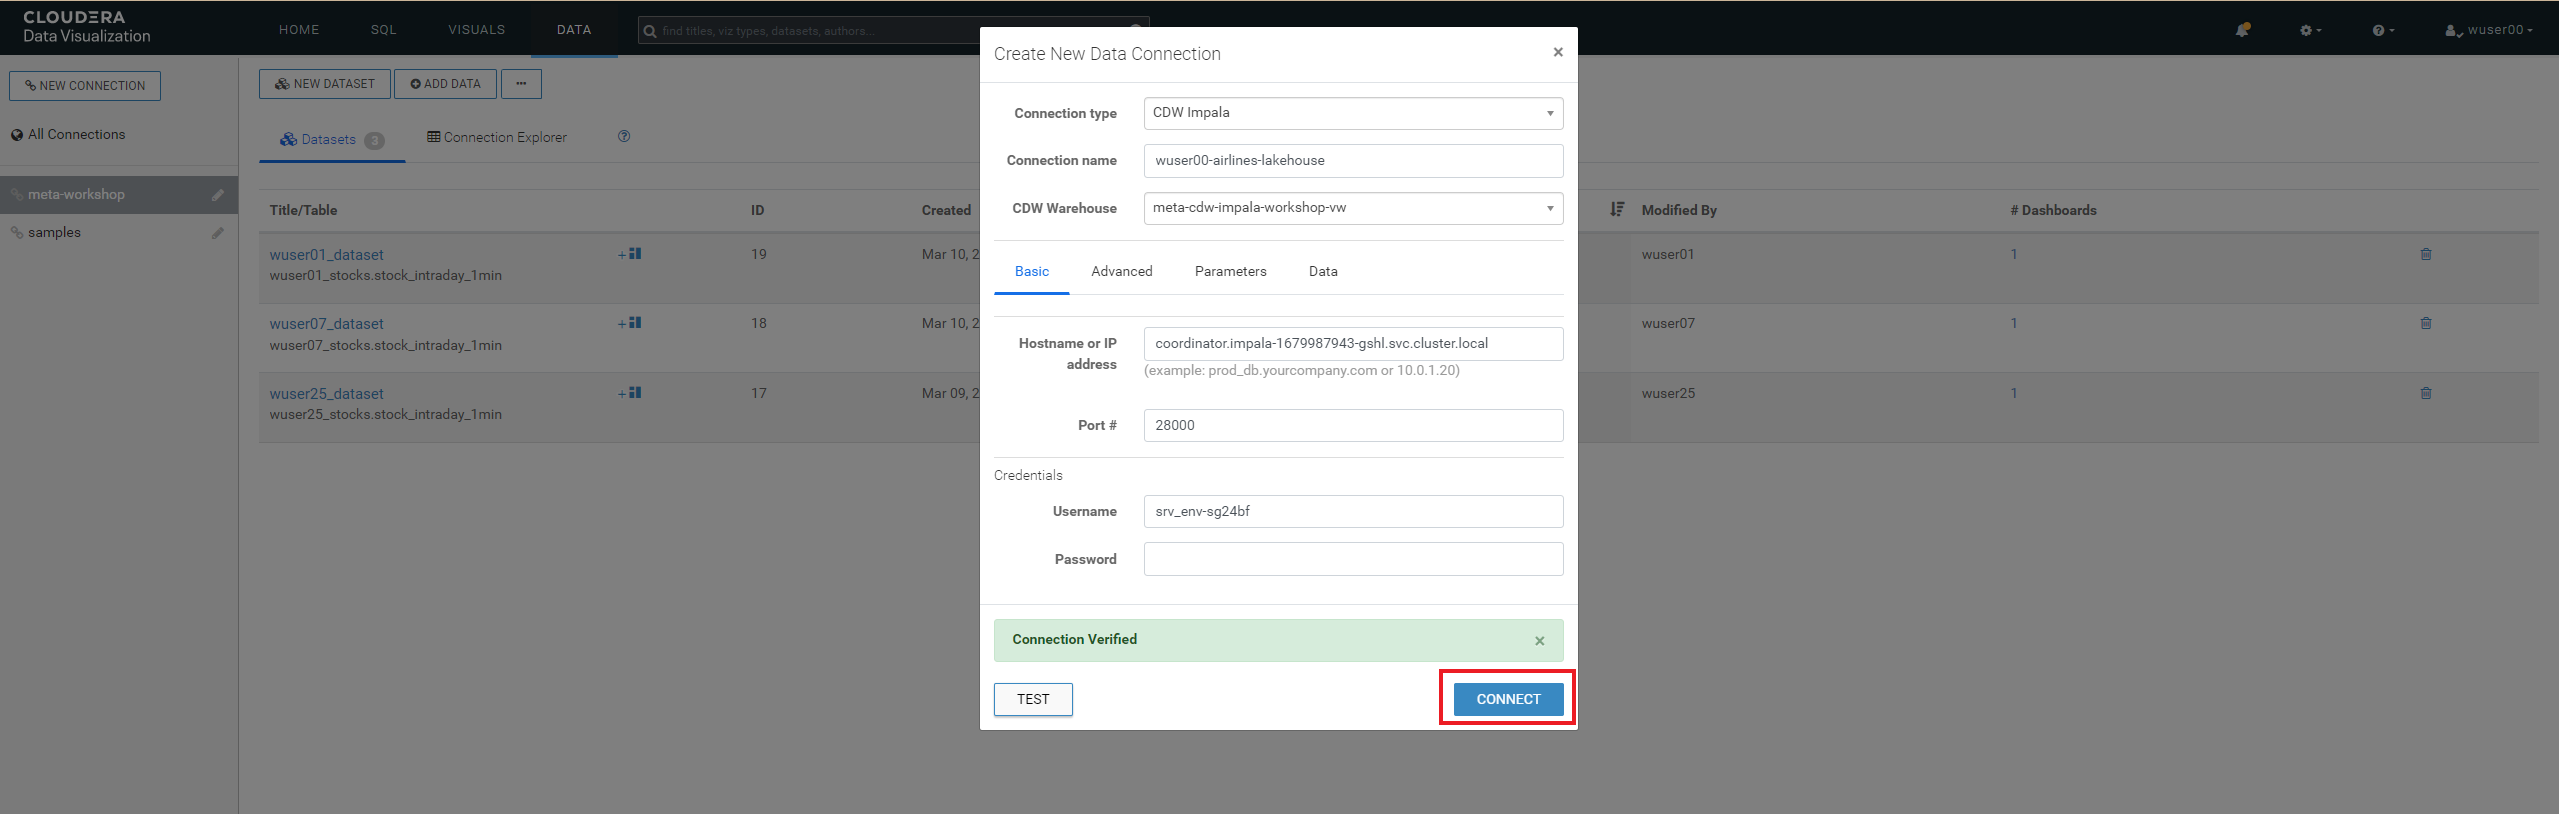 CLOUDERA
Data Visualization
HOME SQL VISUALS DATA
find titles, viz types, datasets, authors...
wuser00
NEW CONNECTION
All Connections
meta-workshop
samples
NEW DATASET ADD DATA ...
Datasets 3 Connection Explorer
Title/Table ID Created Modified By # Dashboards
wuser01_dataset 19 Mar 10, 2 wuser01 1
wuser01_stocks.stock_intraday_1min
wuser07_dataset 18 Mar 10, 2 wuser07 1
wuser07_stocks.stock_intraday_1min
wuser25_dataset 17 Mar 09, 2 wuser25 1
wuser25_stocks.stock_intraday_1min
Create New Data Connection ×
Connection type CDW Impala
Connection name wuser00-airlines-lakehouse
CDW Warehouse meta-cdw-impala-workshop-vw
Basic Advanced Parameters Data
Hostname or IP address coordinator.impala-1679987943-gshl.svc.cluster.local
(example: prod_db.yourcompany.com or 10.0.1.20)
Port # 28000
Credentials
Username srv_env-sg24bf
Password
Connection Verified ×
TEST CONNECT